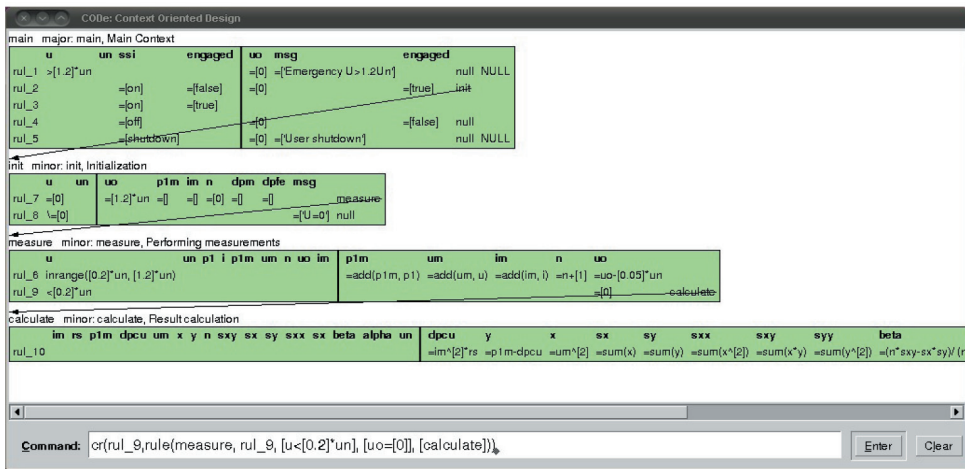 CODe: Context Oriented Design
main major: main, Main Context
u un ssi engaged uo msg engaged
rul_1 >[1.2]*un =[0] =['Emergency U>1.2Un'] null NULL
rul_2 =[on] =[false] =[0] =[true] init
rul_3 =[on] =[true]
rul_4 =[off] =[0] =[false] null
rul_5 =[shutdown] =[0] =['User shutdown'] null NULL
init minor: init, Initialization
u un uo p1m im n dpm dpfe msg
rul_7 =[0] =[1.2]*un =[] =[] =[0] =[] =[] measure
rul_8 \=[0] =['U=0'] null
measure minor: measure, Performing measurements
u un p1 i p1m um n uo im p1m um im n uo
rul_6 inrange([0.2]*un, [1.2]*un) =add(p1m, p1) =add(um, u) =add(im, i) =n+[1] =uo-[0.05]*un
rul_9 <[0.2]*un =[0] calculate
calculate minor: calculate, Result calculation
im rs p1m dpcu um x y n sxy sx sy sxx sx beta alpha un dpcu y x sx sy sxx sxy syy beta
rul_10 =im^[2]*rs =p1m-dpcu =um^[2] =sum(x) =sum(y) =sum(x^[2]) =sum(x*y) =sum(y^[2]) =(n*sxy-sx*sy)/(n
Command: cr(rul_9,rule(measure, rul_9, [u<[0.2]*un], [uo=[0]], [calculate])). Enter Clear